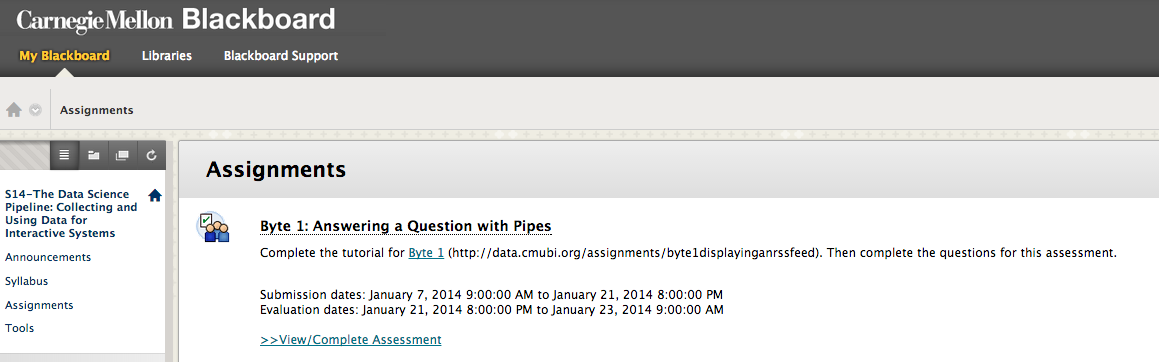 Carnegie Mellon Blackboard
My Blackboard Libraries Blackboard Support
Assignments
Assignments
S14-The Data Science
Pipeline: Collecting and
Using Data for
Interactive Systems
Announcements
Syllabus
Assignments
Tools
Byte 1: Answering a Question with Pipes
Complete the tutorial for Byte 1 (http://data.cmubi.org/assignments/byte1displayinganrssfeed). Then complete the questions for this assessment.
Submission dates: January 7, 2014 9:00:00 AM to January 21, 2014 8:00:00 PM
Evaluation dates: January 21, 2014 8:00:00 PM to January 23, 2014 9:00:00 AM
>>View/Complete Assessment